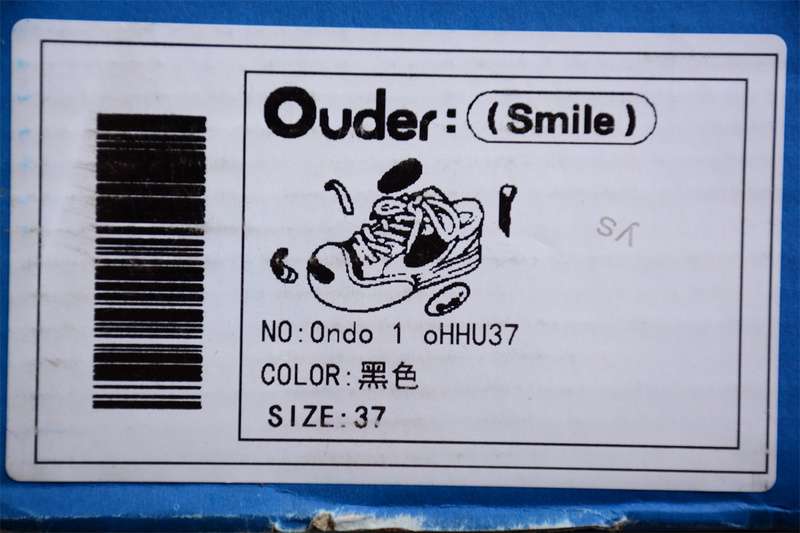 Ouder: (Smile)
NO:Ondo 1 oHHU37
COLOR:黑色
SIZE:37